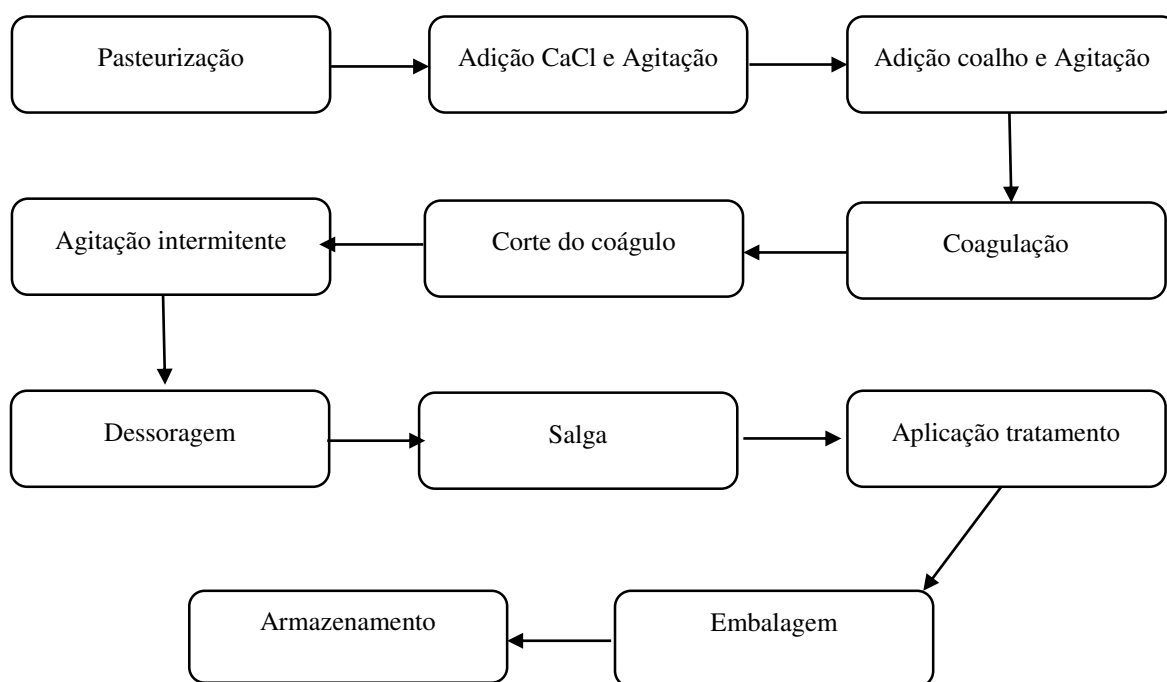 Pasteurização
Adição CaCl e Agitação
Adição coalho e Agitação
Coagulação
Corte do coágulo
Agitação intermitente
Dessoragem
Salga
Aplicação tratamento
Embalagem
Armazenamento